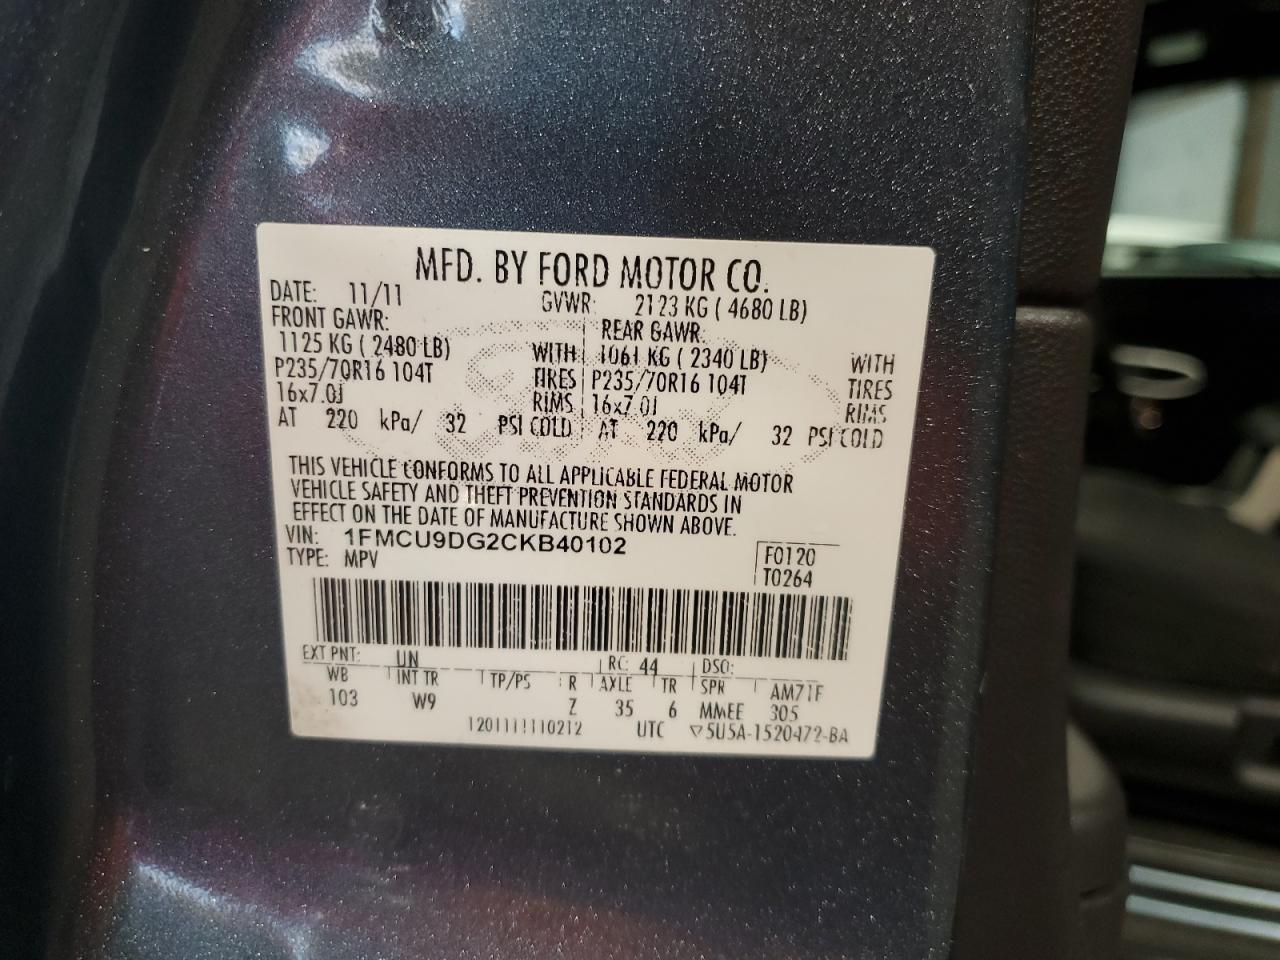 MFD. BY FORD MOTOR CO.
DATE: 11/11 GVWR: 2123 KG ( 4680 LB)
FRONT GAWR: REAR GAWR:
1125 KG ( 2480 LB) WITH 1061 KG ( 2340 LB) WITH
P235/70R16 104T TIRES P235/70R16 104T TIRES
16x7.0J RIMS 16x7.0J RIMS
AT 220 kPa/ 32 PSI COLD AT 220 kPa/ 32 PSI COLD
THIS VEHICLE CONFORMS TO ALL APPLICABLE FEDERAL MOTOR
VEHICLE SAFETY AND THEFT PREVENTION STANDARDS IN
EFFECT ON THE DATE OF MANUFACTURE SHOWN ABOVE.
VIN: 1FMCU9DG2CKB40102
TYPE: MPV
F0120
T0264
EXT PNT: UN RC: 44 DSO:
WB INT TR TP/PS R AXLE TR SPR AM71F
103 W9 Z 35 6 MMEE 305
1201111110212 UTC ▽5U5A-1520472-BA